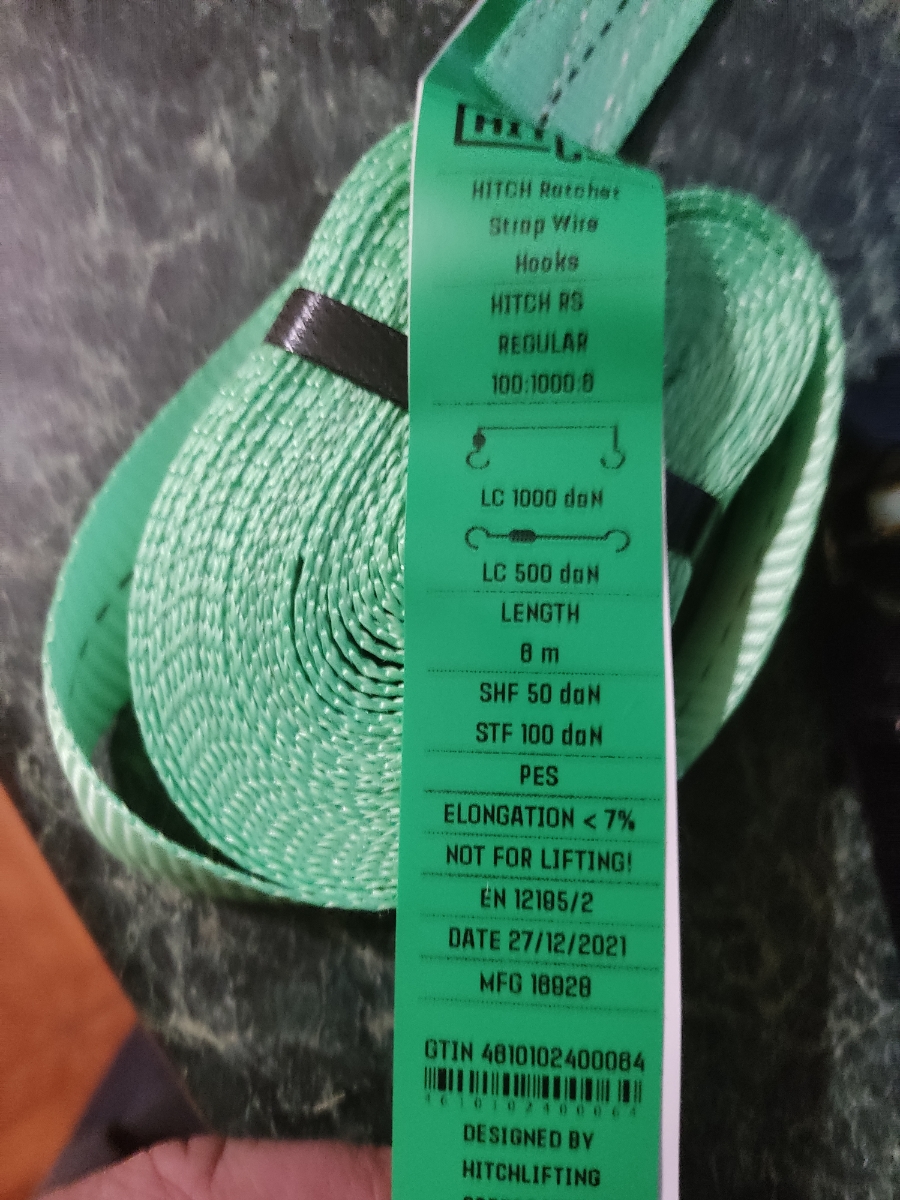 HITCH Ratchet
Strap Wire
Hooks
HITCH RS
REGULAR
100:1000:8
LC 1000 daN
LC 500 daN
LENGTH
8 m
SHF 50 daN
STF 100 daN
PES
ELONGATION < 7%
NOT FOR LIFTING!
EN 12195/2
DATE 27/12/2021
MFG
GTIN 4610102400064
4610102400064
DESIGNED BY
HITCHLIFTING